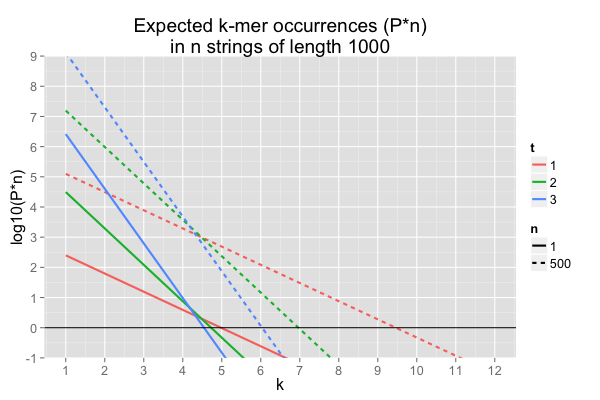 Expected k-mer occurrences (P*n)
in n strings of length 1000
9
8
7
6
5
4
3
2
1
0
-1
log10(P*n)
1 2 3 4 5 6 7 8 9 10 11 12
k
t
1
2
3
n
1
500